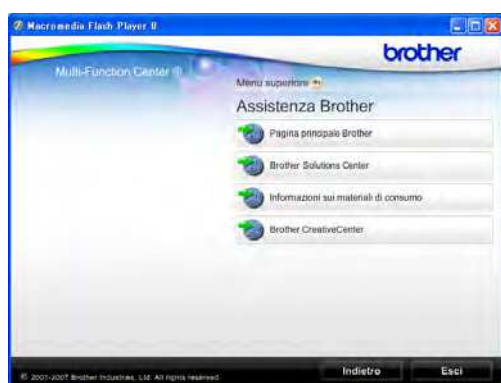 Macromedia Flash Player 8
brother
Multi-Function Center ®
Menu superiore
Assistenza Brother
Pagina principale Brother
Brother Solutions Center
Informazioni sui materiali di consumo
Brother CreativeCenter
© 2001-2007 Brother Industries, Ltd. All rights reserved.
Indietro
Esci